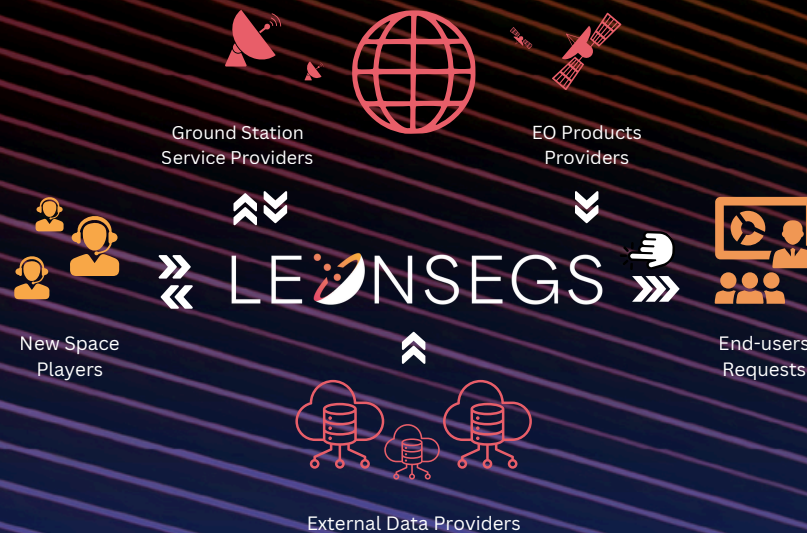 Ground Station
Service Providers
EO Products
Providers
LEONSEGS
New Space
Players
End-users
Requests
External Data Providers